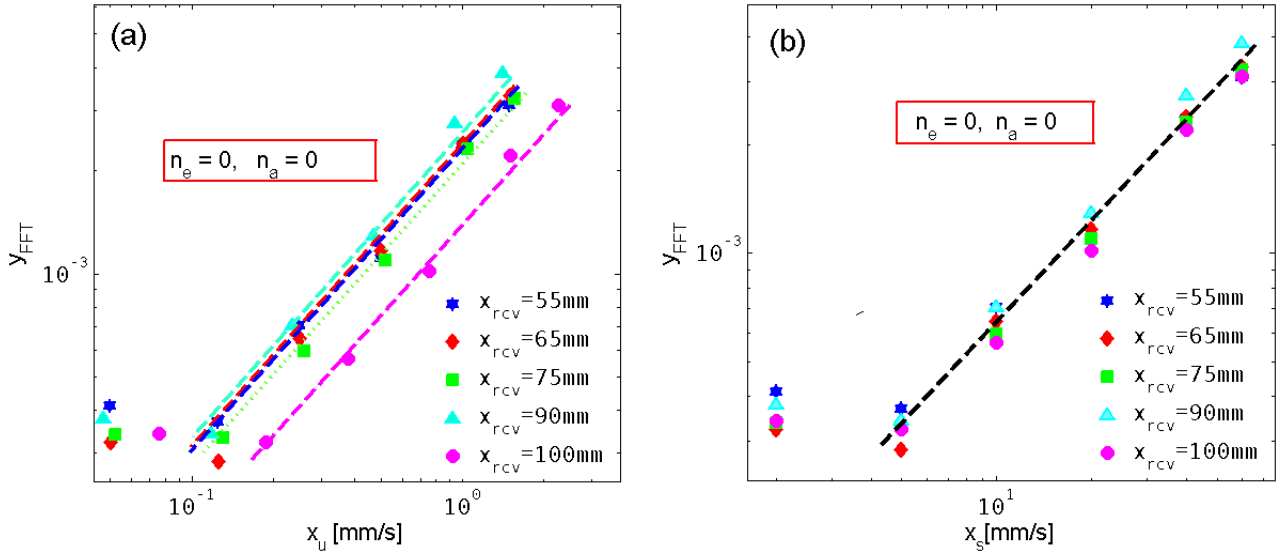 (a)
n_e = 0, n_a = 0
y_FFT
10^-3
x_rcv=55mm
x_rcv=65mm
x_rcv=75mm
x_rcv=90mm
x_rcv=100mm
10^-1
10^0
x_u [mm/s]
(b)
n_e = 0, n_a = 0
y_FFT
10^-3
x_rcv=55mm
x_rcv=65mm
x_rcv=75mm
x_rcv=90mm
x_rcv=100mm
10^1
x_s[mm/s]